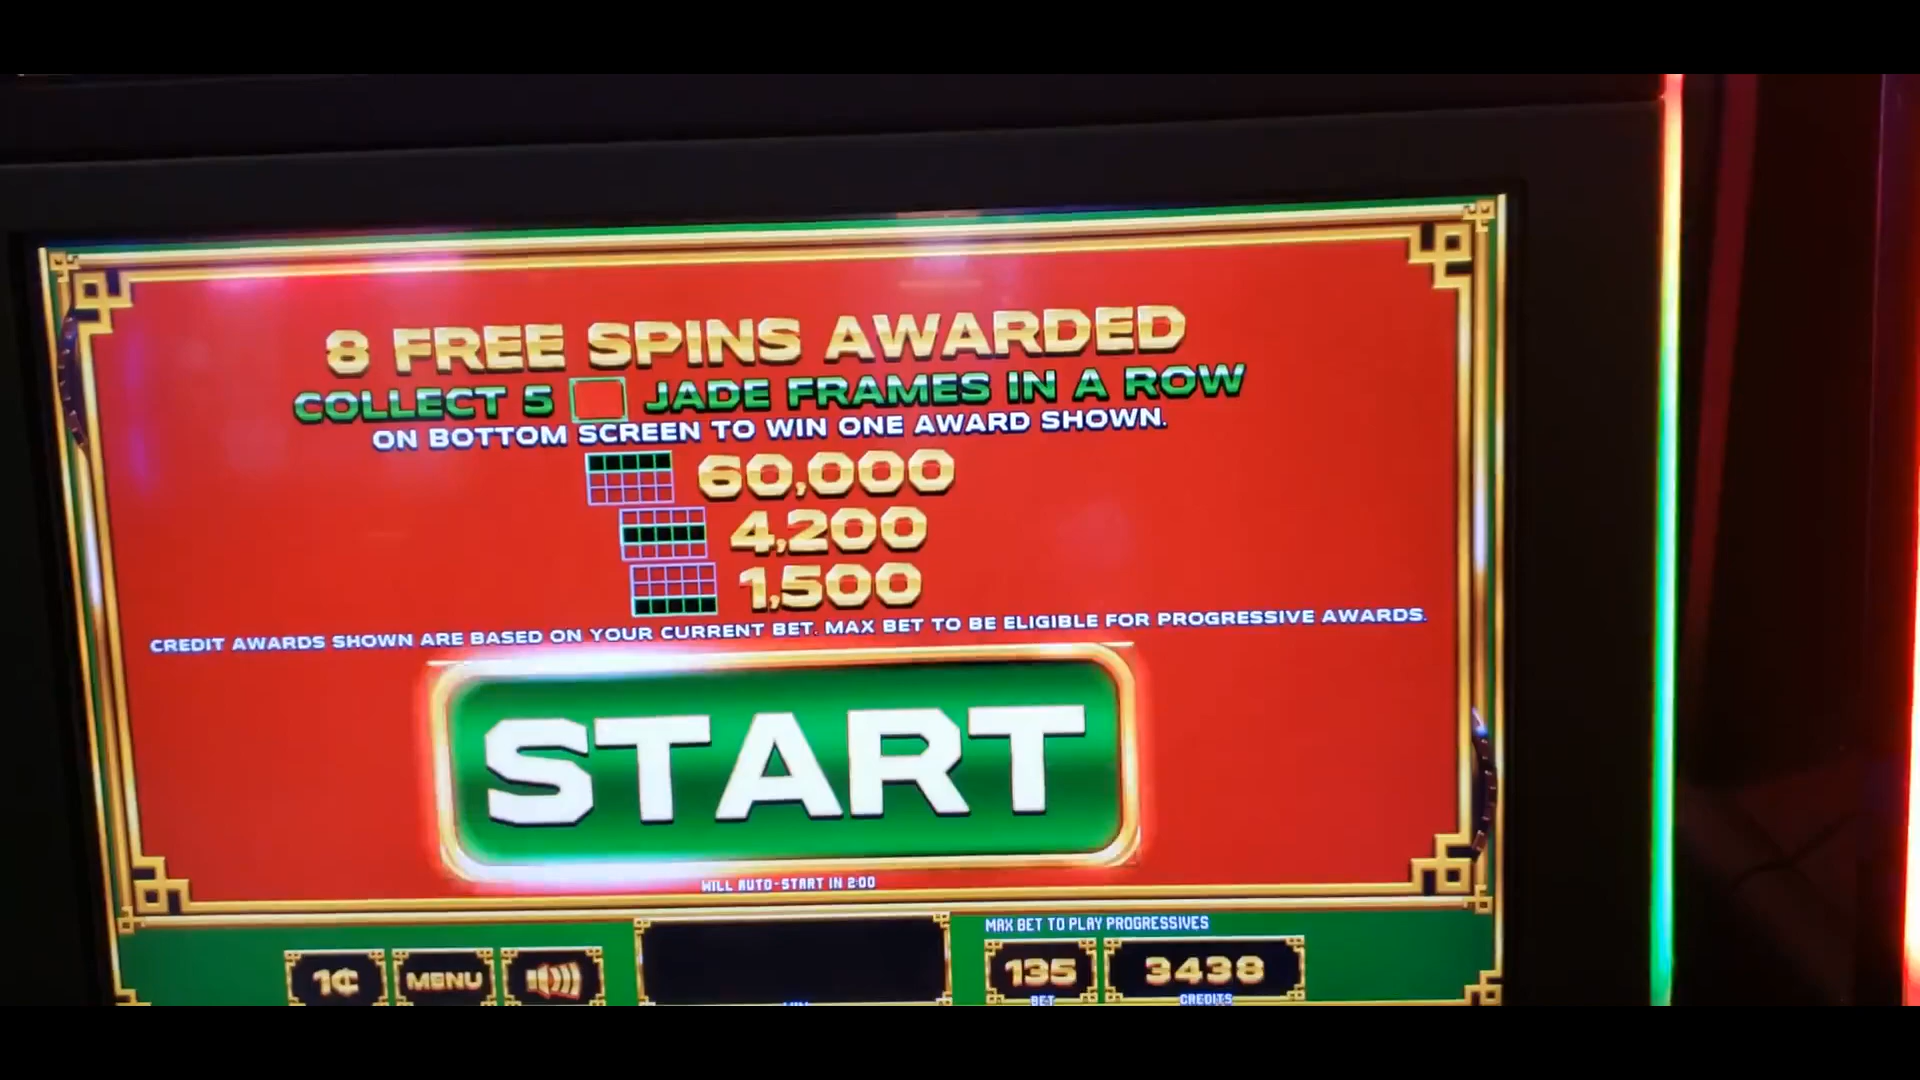 8 FREE SPINS AWARDED
COLLECT 5 JADE FRAMES IN A ROW
ON BOTTOM SCREEN TO WIN ONE AWARD SHOWN.
60,000
4,200
1,500
CREDIT AWARDS SHOWN ARE BASED ON YOUR CURRENT BET. MAX BET TO BE ELIGIBLE FOR PROGRESSIVE AWARDS.
START
WILL AUTO-START IN 2:00
MAX BET TO PLAY PROGRESSIVES
1¢ MENU 135 3438
BET CREDITS